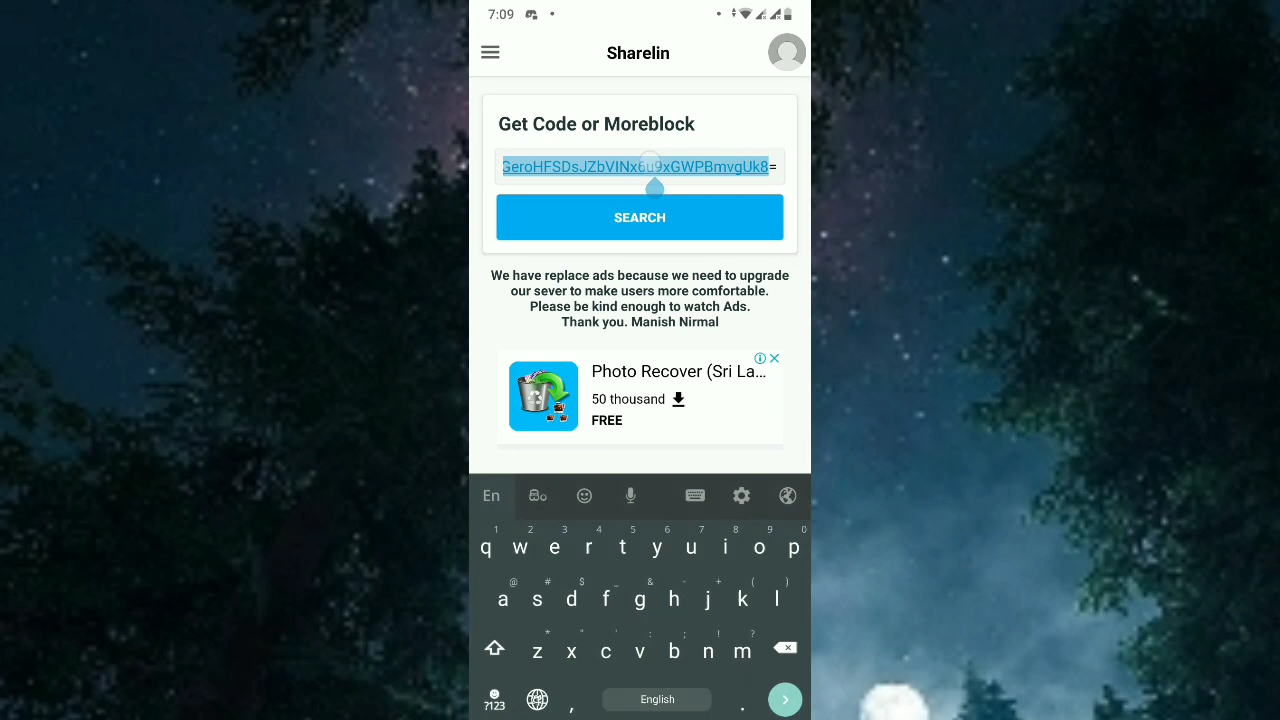 7:09
Sharelin
Get Code or Moreblock
GeroHFSDsJZbVINx6u9xGWPBmvgUk8=
SEARCH
We have replace ads because we need to upgrade
our sever to make users more comfortable.
Please be kind enough to watch Ads.
Thank you. Manish Nirmal
Photo Recover (Sri La...
50 thousand
FREE
En
1 2 3 4 5 6 7 8 9 0
q w e r t y u i o p
@ # $ _ & - + ( )
a s d f g h j k l
* " ' : ; ! ?
z x c v b n m
?123 , English .